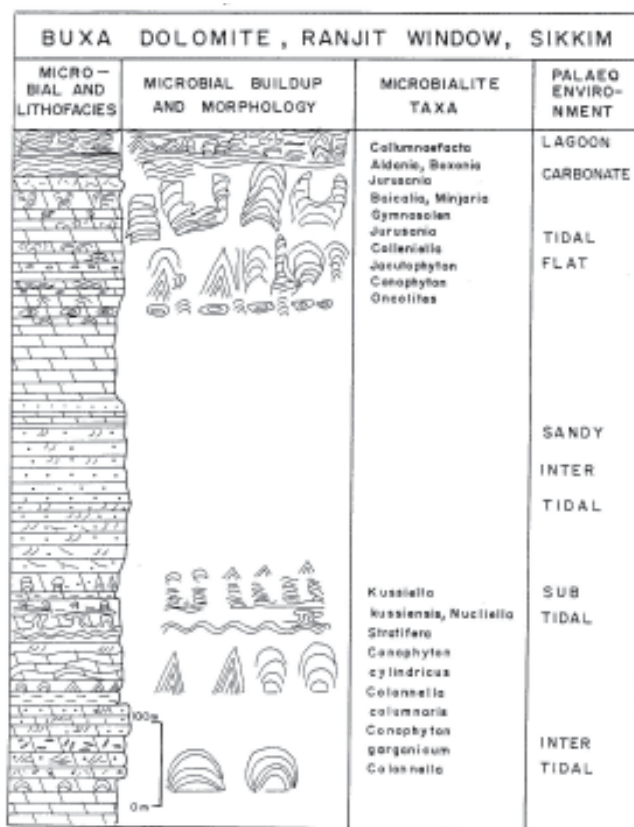 BUXA DOLOMITE, RANJIT WINDOW, SIKKIM
MICRO-
BIAL AND
LITHOFACIES
MICROBIAL BUILDUP
AND MORPHOLOGY
MICROBIALITE
TAXA
PALAEO
ENVIRO-
NMENT
Collumnaefacta
Aldania, Boxonia
Jurusania
Baicalia, Minjaria
Gymnosolen
Jurusania
Colleniella
Jacutophyton
Conophyton
Oncolites
LAGOON
CARBONATE
TIDAL
FLAT
SANDY
INTER
TIDAL
Kussiella
kussiensis, Nucliella
Stratifera
Conophyton
cylindricus
Colonnella
columnaris
Conophyton
garganicum
Colonnella
SUB
TIDAL
INTER
TIDAL
100m
0m